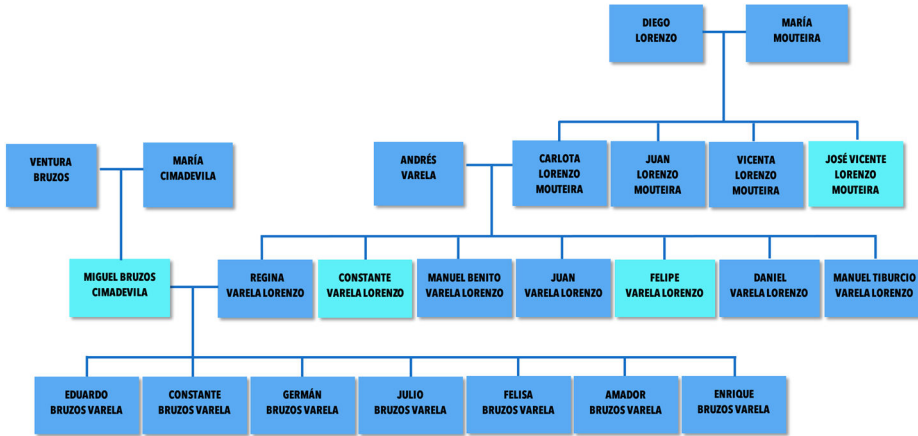 DIEGO
LORENZO
MARÍA
MOUTEIRA
VENTURA
BRUZOS
MARÍA
CIMADEVILA
ANDRÉS
VARELA
CARLOTA
LORENZO
MOUTEIRA
JUAN
LORENZO
MOUTEIRA
VICENTA
LORENZO
MOUTEIRA
JOSÉ VICENTE
LORENZO
MOUTEIRA
MIGUEL BRUZOS
CIMADEVILA
REGINA
VARELA LORENZO
CONSTANTE
VARELA LORENZO
MANUEL BENITO
VARELA LORENZO
JUAN
VARELA LORENZO
FELIPE
VARELA LORENZO
DANIEL
VARELA LORENZO
MANUEL TIBURCIO
VARELA LORENZO
EDUARDO
BRUZOS VARELA
CONSTANTE
BRUZOS VARELA
GERMÁN
BRUZOS VARELA
JULIO
BRUZOS VARELA
FELISA
BRUZOS VARELA
AMADOR
BRUZOS VARELA
ENRIQUE
BRUZOS VARELA